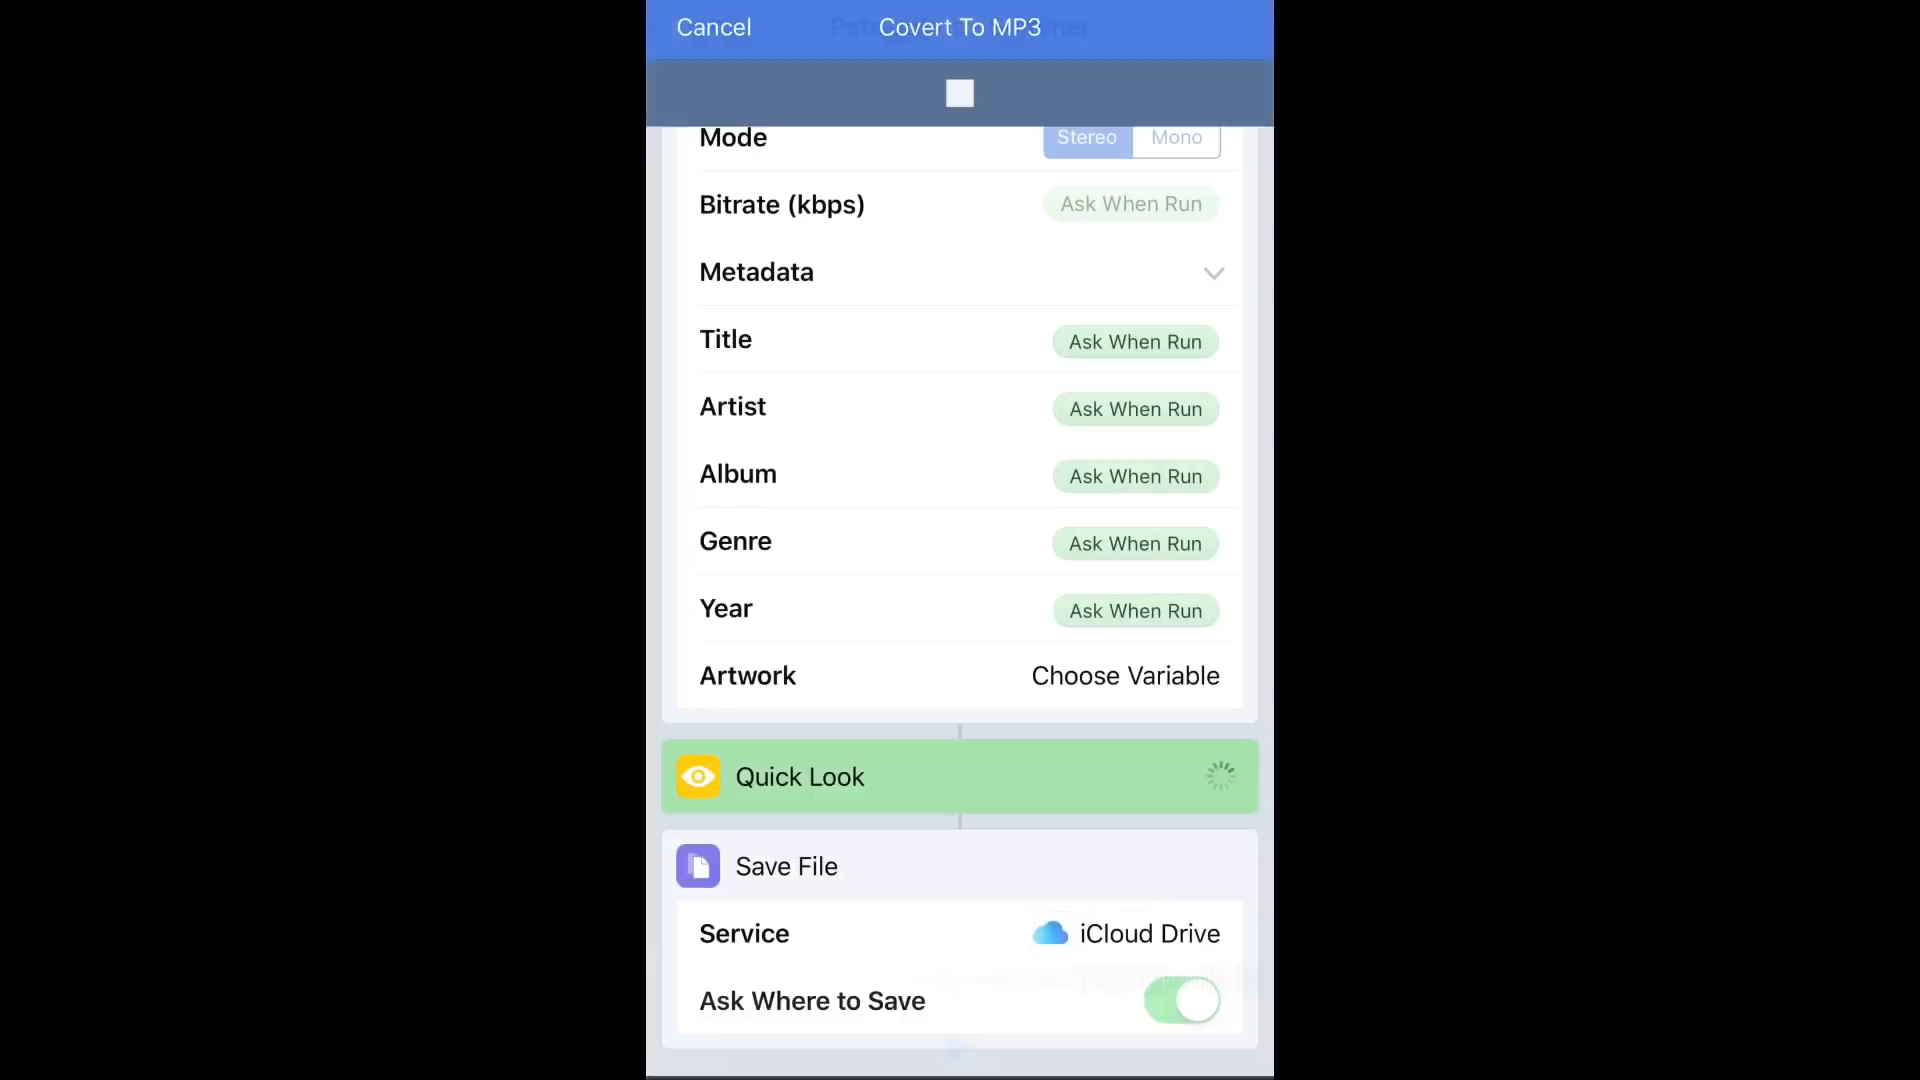 Cancel
Covert To MP3
Mode
Stereo
Mono
Bitrate (kbps)
Ask When Run
Metadata
Title
Ask When Run
Artist
Ask When Run
Album
Ask When Run
Genre
Ask When Run
Year
Ask When Run
Artwork
Choose Variable
Quick Look
Save File
Service
iCloud Drive
Ask Where to Save